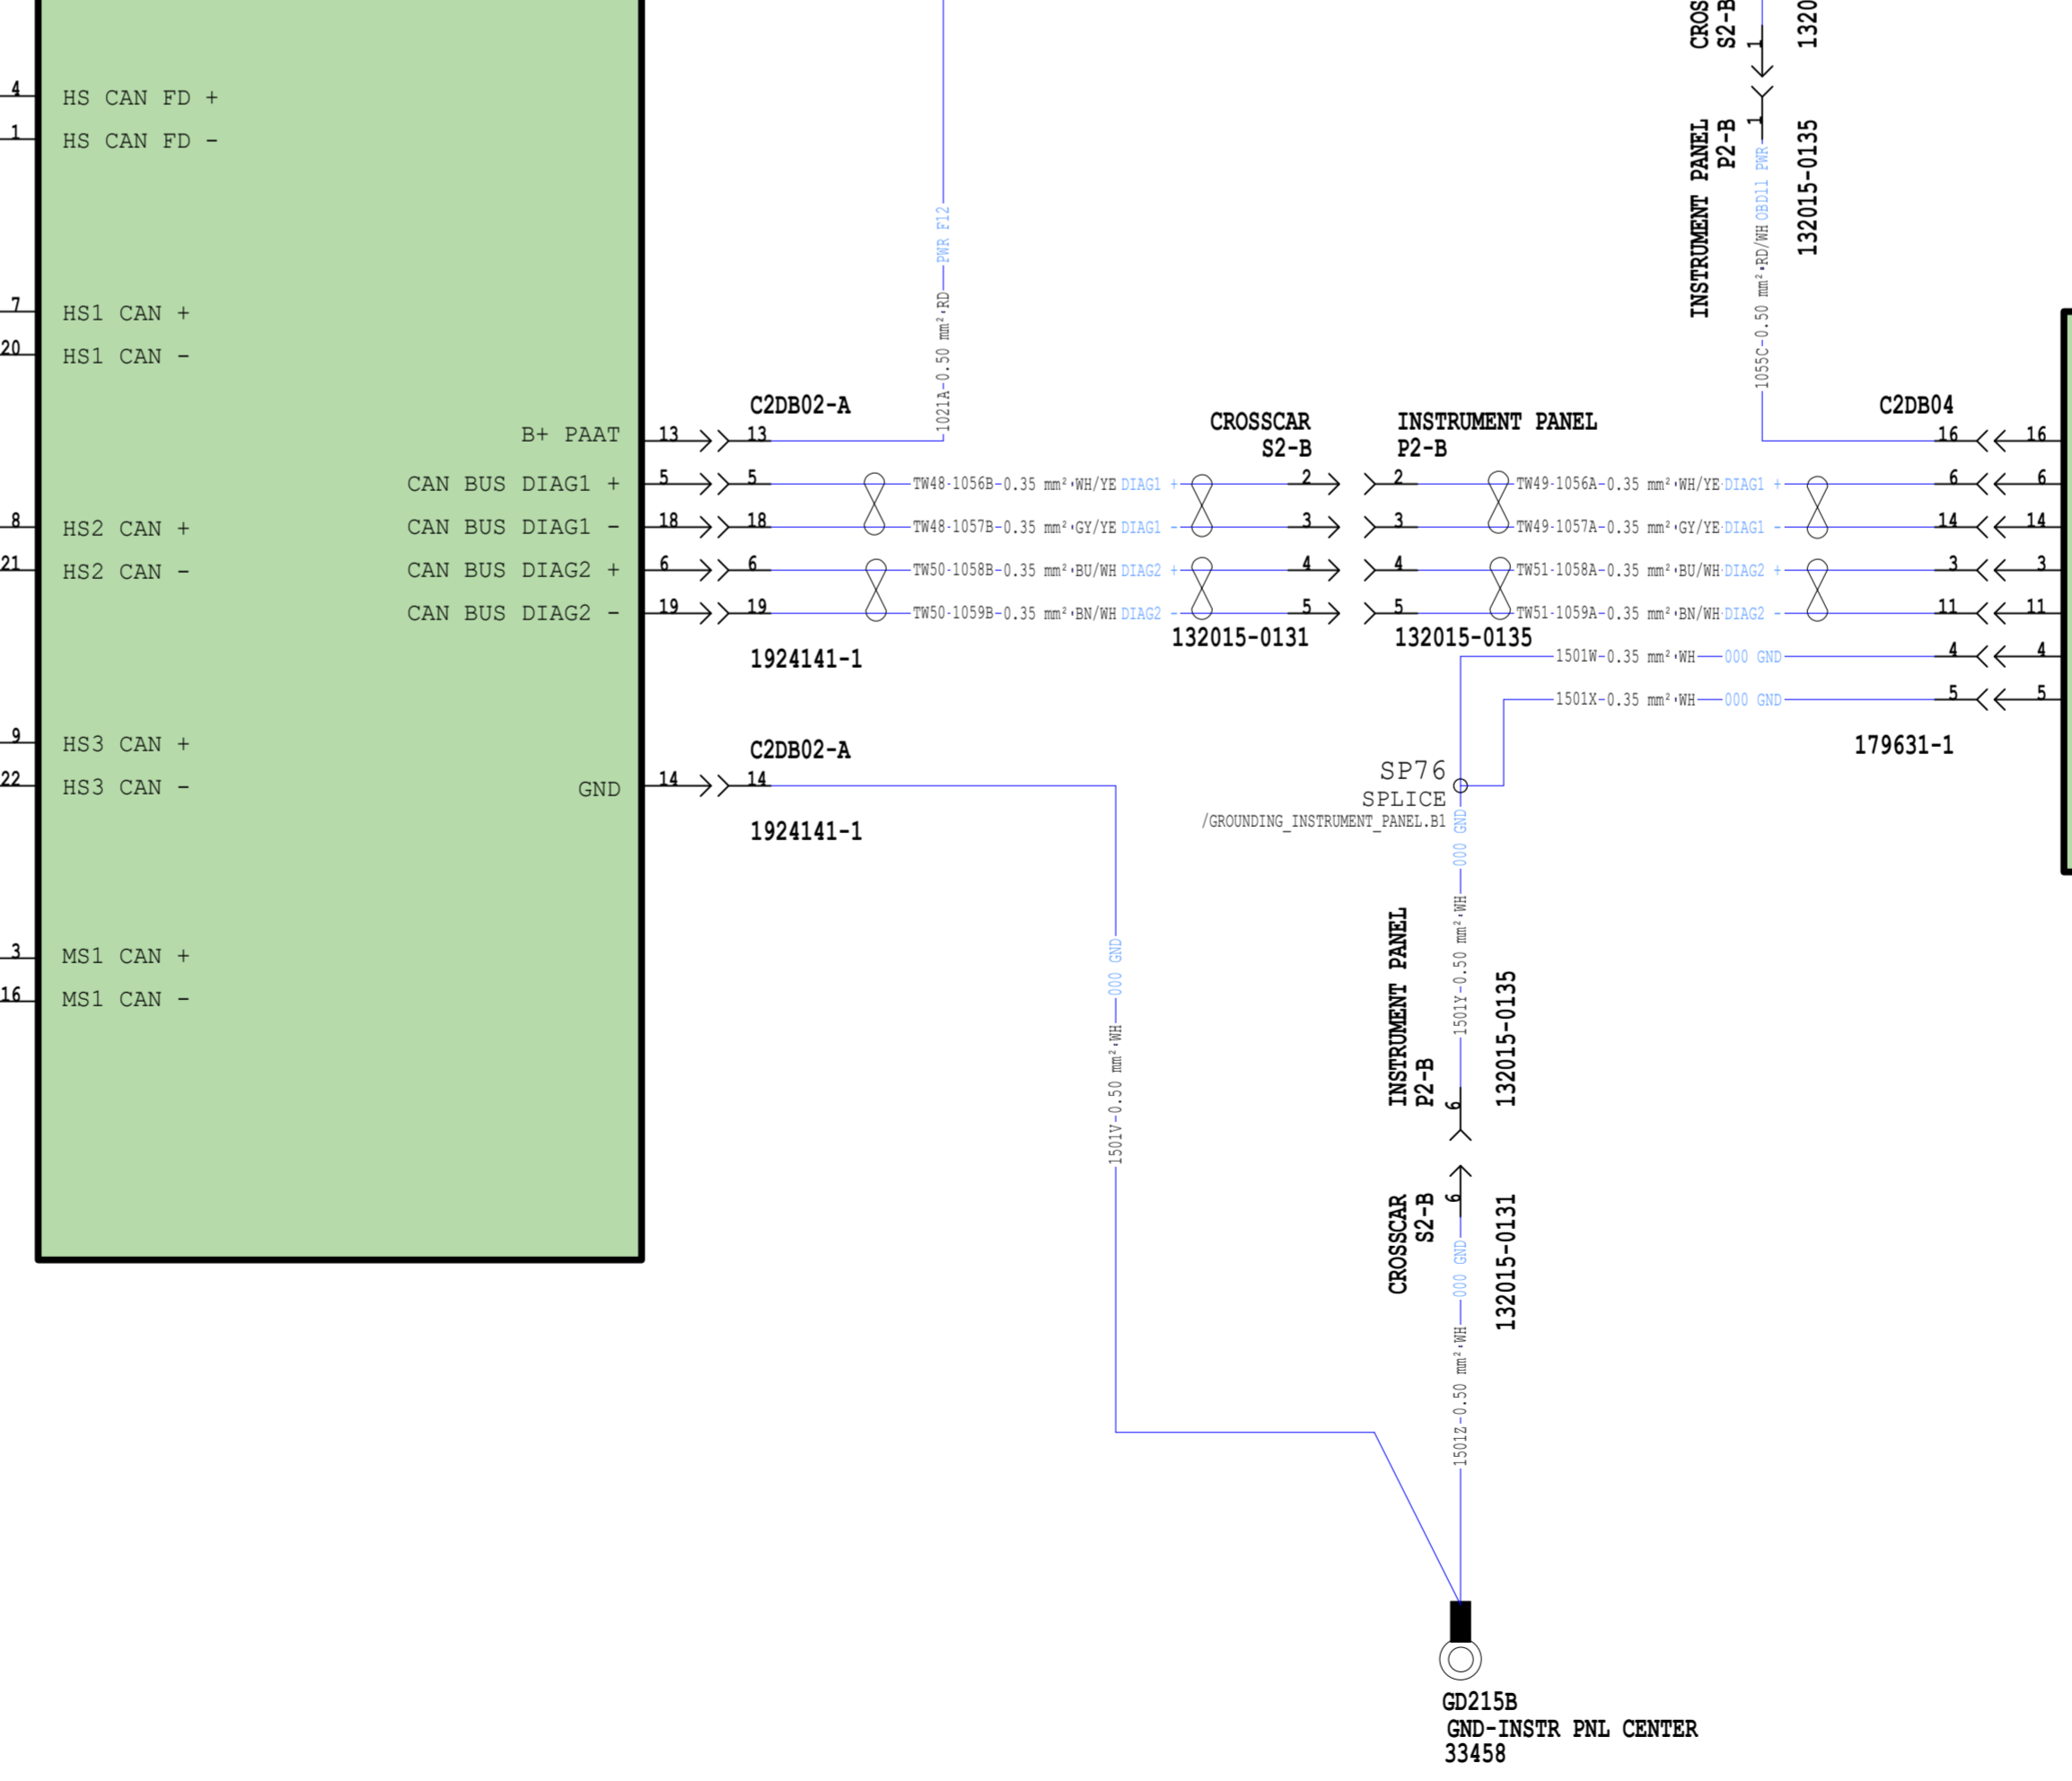 4 HS CAN FD +
1 HS CAN FD -
7 HS1 CAN +
20 HS1 CAN -
8 HS2 CAN +
21 HS2 CAN -
9 HS3 CAN +
22 HS3 CAN -
3 MS1 CAN +
16 MS1 CAN -
B+ PAAT 13 13
CAN BUS DIAG1 + 5 5
CAN BUS DIAG1 - 18 18
CAN BUS DIAG2 + 6 6
CAN BUS DIAG2 - 19 19
GND 14 14
C2DB02-A
1924141-1
C2DB02-A
1924141-1
1021A-0.50 mm²·RD PWR F12
TW48-1056B-0.35 mm²·WH/YE DIAG1 +
TW48-1057B-0.35 mm²·GY/YE DIAG1 -
TW50-1058B-0.35 mm²·BU/WH DIAG2 +
TW50-1059B-0.35 mm²·BN/WH DIAG2 -
CROSSCAR
S2-B
2
3
4
5
132015-0131
INSTRUMENT PANEL
P2-B
2
3
4
5
132015-0135
TW49-1056A-0.35 mm²·WH/YE DIAG1 +
TW49-1057A-0.35 mm²·GY/YE DIAG1 -
TW51-1058A-0.35 mm²·BU/WH DIAG2 +
TW51-1059A-0.35 mm²·BN/WH DIAG2 -
1501W-0.35 mm²·WH 000 GND
1501X-0.35 mm²·WH 000 GND
CROS
S2-B
1
1320
INSTRUMENT PANEL
P2-B
1
132015-0135
1055C-0.50 mm²·RD/WH OBD11 PWR
C2DB04
16 16
6 6
14 14
3 3
11 11
4 4
5 5
179631-1
SP76
SPLICE
/GROUNDING_INSTRUMENT_PANEL.B1
1501Y-0.50 mm²·WH 000 GND
INSTRUMENT PANEL
P2-B
6
132015-0135
CROSSCAR
S2-B
6
132015-0131
1501Z-0.50 mm²·WH 000 GND
1501V-0.50 mm²·WH 000 GND
GD215B
GND-INSTR PNL CENTER
33458